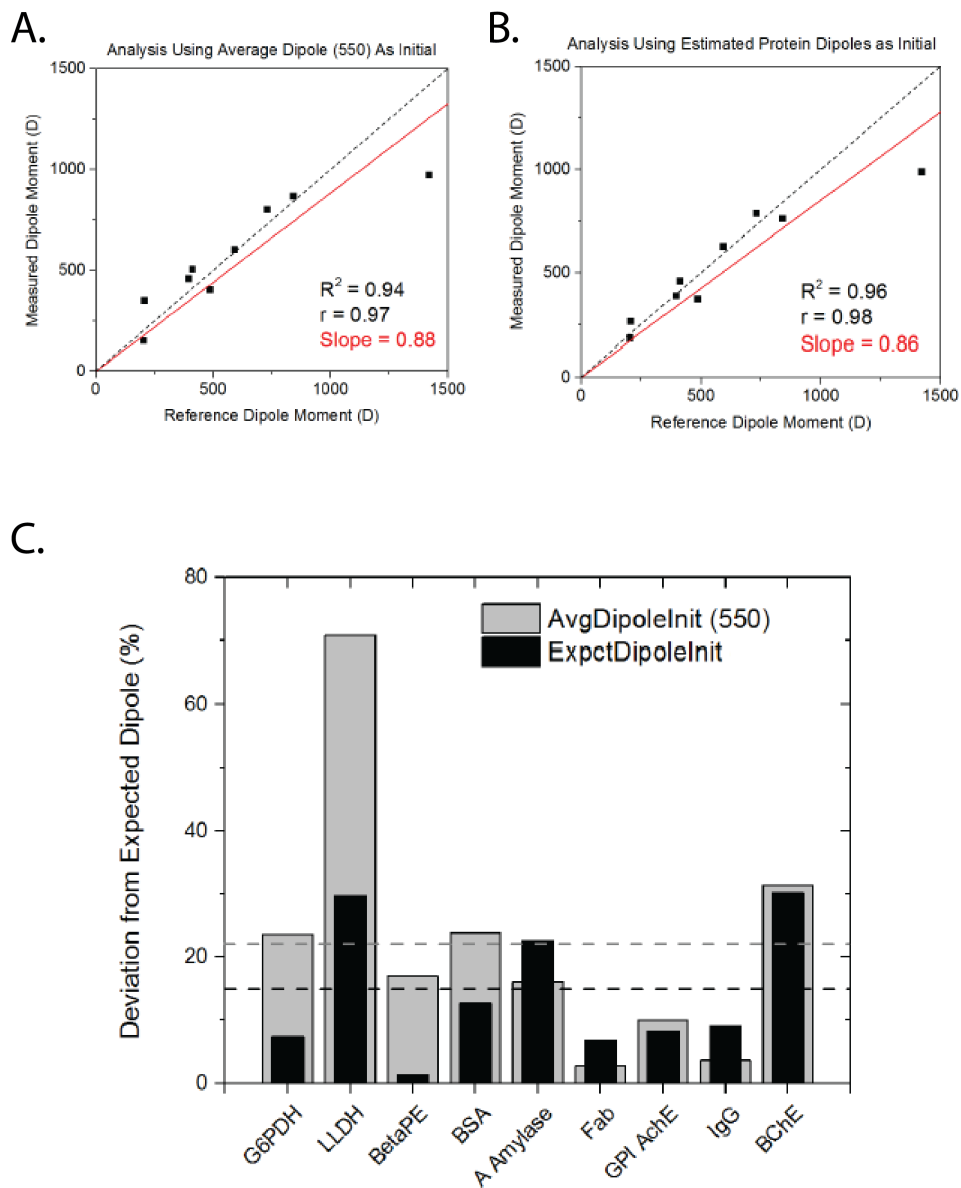 A.
Analysis Using Average Dipole (550) As Initial
1500
1000
500
0
0
500
1000
1500
Measured Dipole Moment (D)
Reference Dipole Moment (D)
R² = 0.94
r = 0.97
Slope = 0.88
B.
Analysis Using Estimated Protein Dipoles as Initial
1500
1000
500
0
0
500
1000
1500
Measured Dipole Moment (D)
Reference Dipole Moment (D)
R² = 0.96
r = 0.98
Slope = 0.86
C.
80
60
40
20
0
Deviation from Expected Dipole (%)
AvgDipoleInit (550)
ExpctDipoleInit
G6PDH
LLDH
BetaPE
BSA
A Amylase
Fab
GPI AchE
IgG
BChE